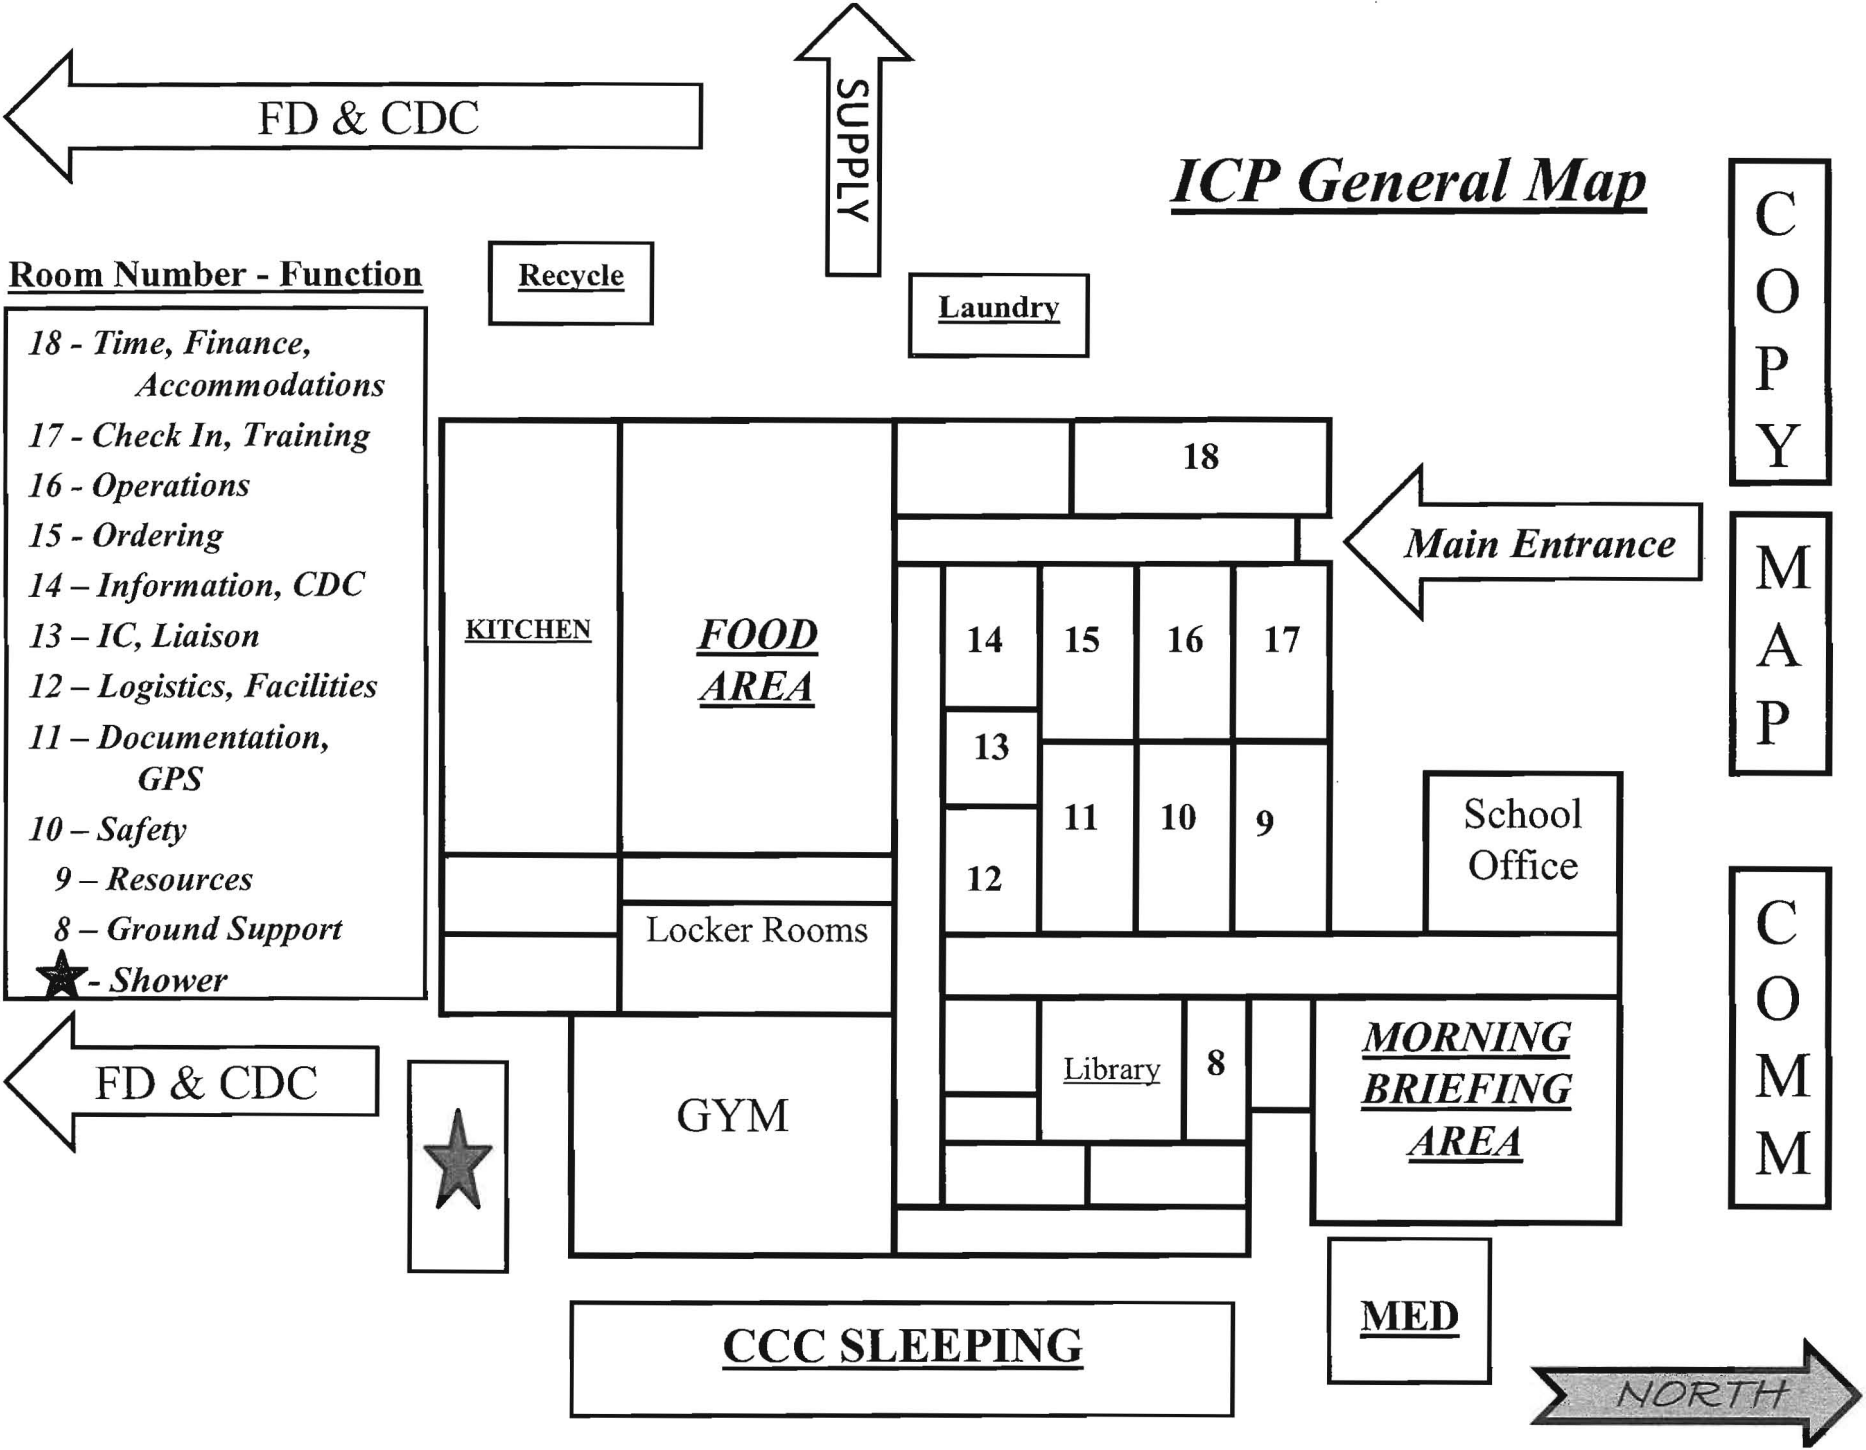 FD & CDC
SUPPLY
ICP General Map
COPY
MAP
COMM
Recycle
Laundry
Room Number - Function
18 - Time, Finance,
Accommodations
17 - Check In, Training
16 - Operations
15 - Ordering
14 – Information, CDC
13 – IC, Liaison
12 – Logistics, Facilities
11 – Documentation,
GPS
10 – Safety
9 – Resources
8 – Ground Support
- Shower
18
Main Entrance
KITCHEN
FOOD
AREA
14
15
16
17
13
11
10
9
12
School
Office
Locker Rooms
FD & CDC
GYM
Library
8
MORNING
BRIEFING
AREA
CCC SLEEPING
MED
NORTH